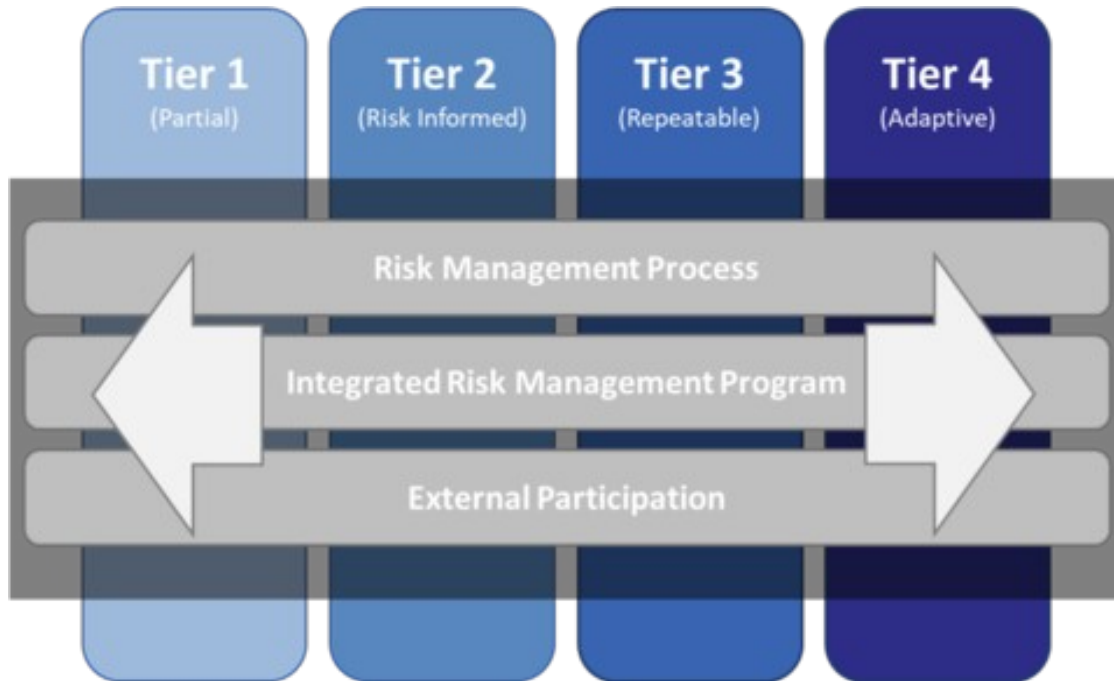 Tier 1
(Partial)
Tier 2
(Risk Informed)
Tier 3
(Repeatable)
Tier 4
(Adaptive)
Risk Management Process
Integrated Risk Management Program
External Participation